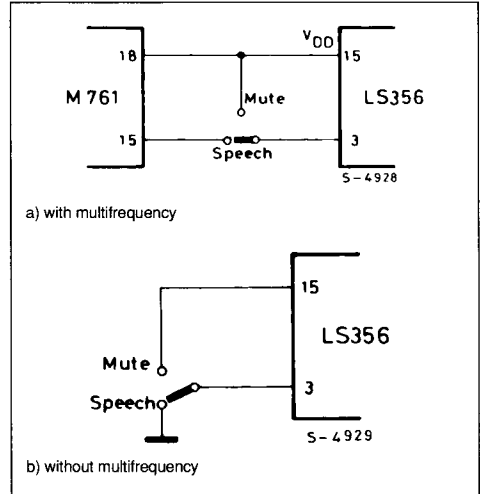 18
VDD
15
M 761
Mute
LS356
15
Speech
3
S-4928
a) with multifrequency
15
LS356
Mute
Speech
3
S-4929
b) without multifrequency